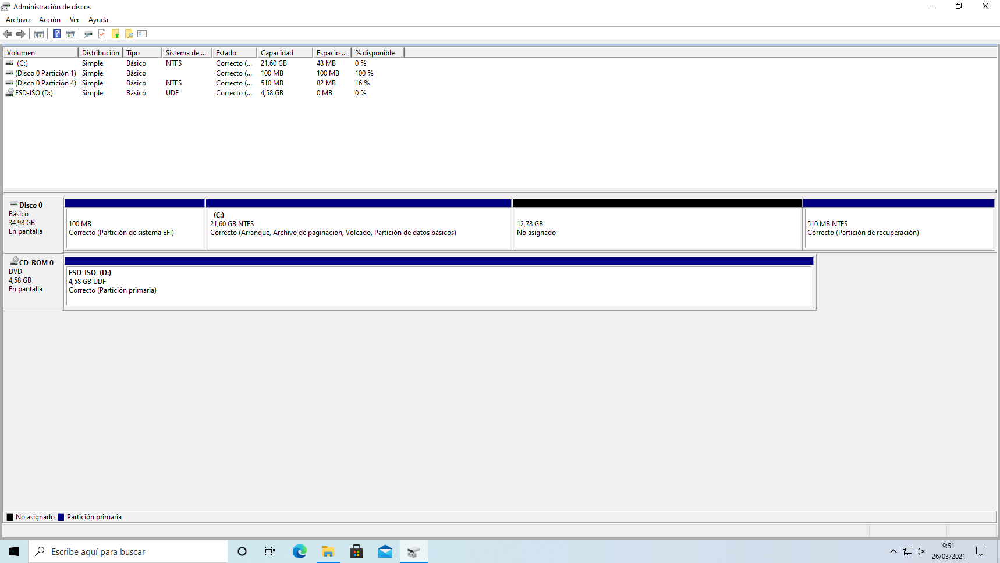 Administración de discos
Archivo Acción Ver Ayuda
Volumen Distribución Tipo Sistema de ... Estado Capacidad Espacio ... % disponible
(C:) Simple Básico NTFS Correcto (... 21,60 GB 48 MB 0 %
(Disco 0 Partición 1) Simple Básico Correcto (... 100 MB 100 MB 100 %
(Disco 0 Partición 4) Simple Básico NTFS Correcto (... 510 MB 82 MB 16 %
ESD-ISO (D:) Simple Básico UDF Correcto (... 4,58 GB 0 MB 0 %
Disco 0
Básico
34,98 GB
En pantalla
100 MB
Correcto (Partición de sistema EFI)
(C:)
21,60 GB NTFS
Correcto (Arranque, Archivo de paginación, Volcado, Partición de datos básicos)
12,78 GB
No asignado
510 MB NTFS
Correcto (Partición de recuperación)
CD-ROM 0
DVD
4,58 GB
En pantalla
ESD-ISO (D:)
4,58 GB UDF
Correcto (Partición primaria)
No asignado Partición primaria
Escribe aquí para buscar
9:51
26/03/2021